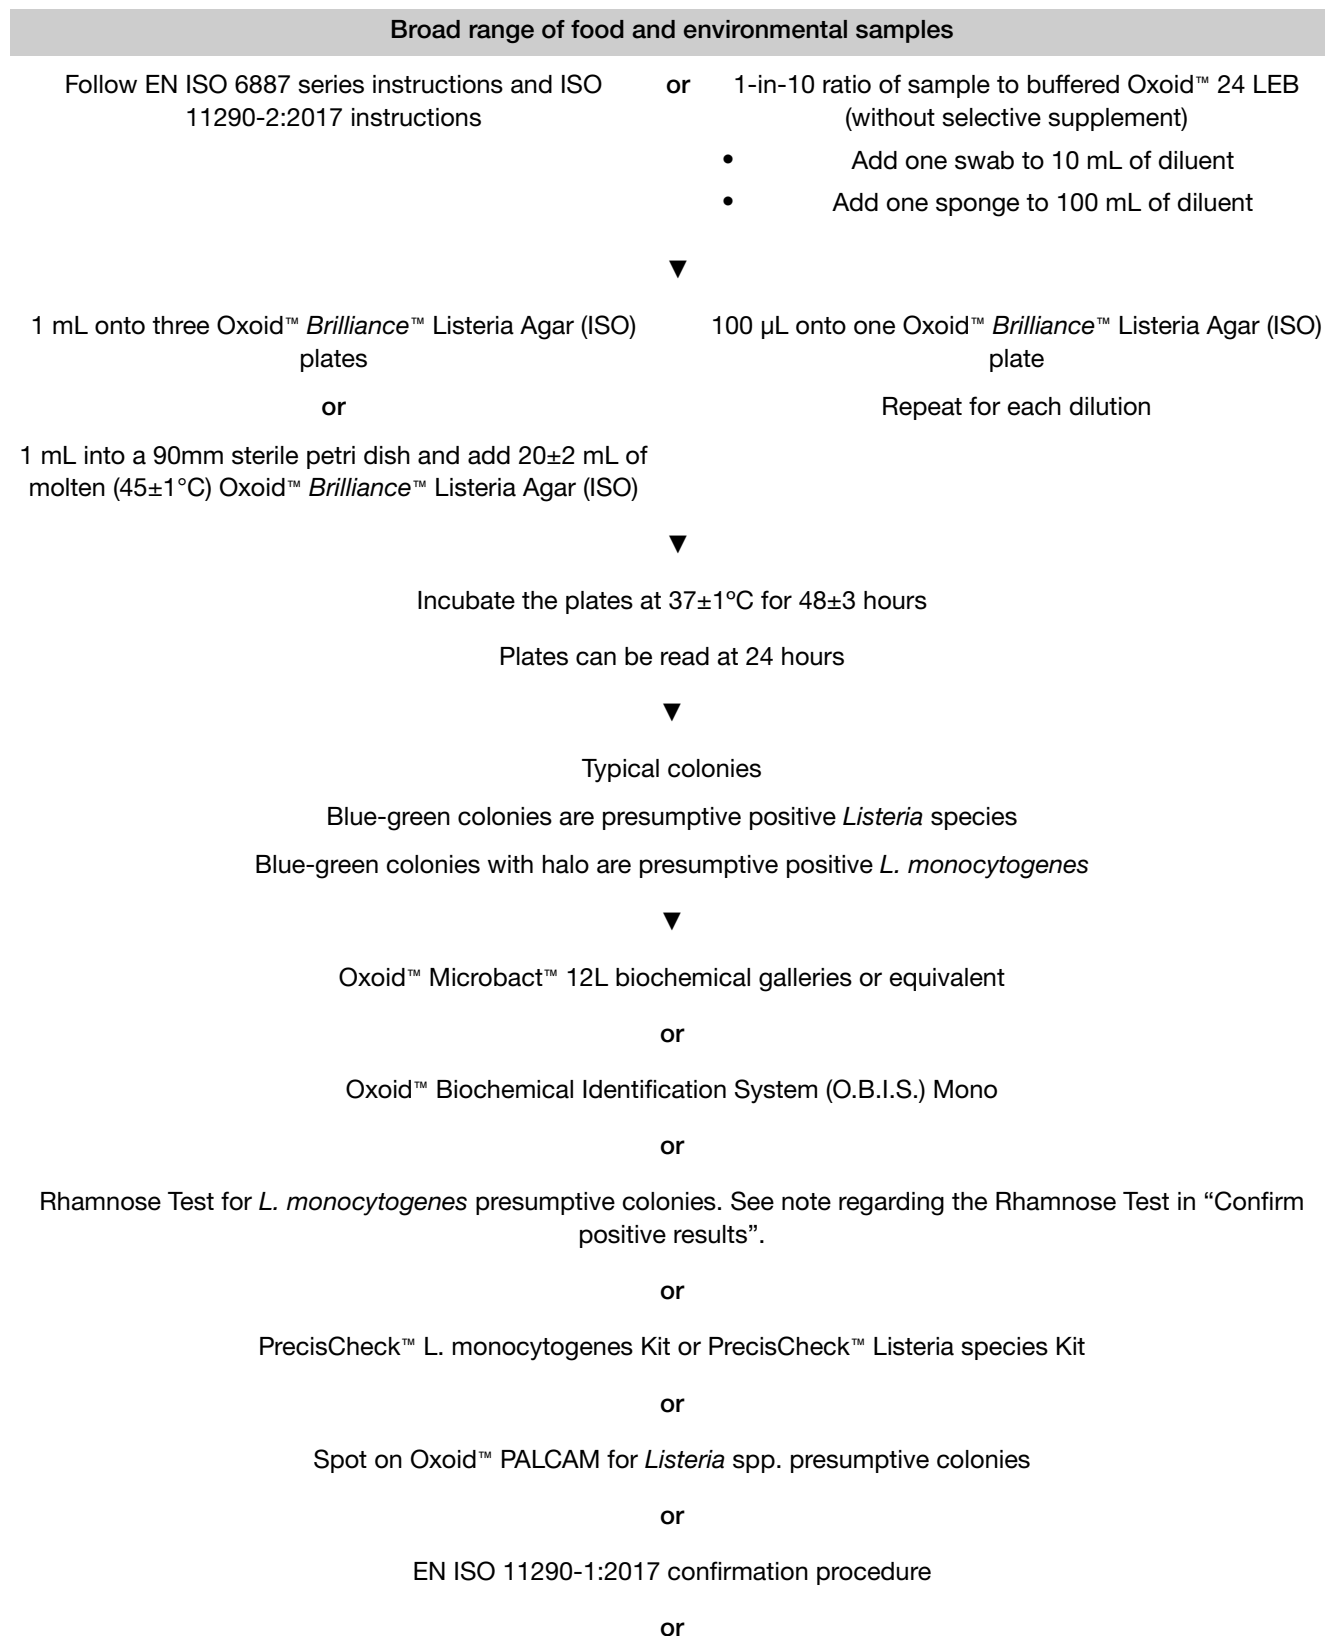 Broad range of food and environmental samples
Follow EN ISO 6887 series instructions and ISO
11290-2:2017 instructions
or
1-in-10 ratio of sample to buffered Oxoid™ 24 LEB
(without selective supplement)
• Add one swab to 10 mL of diluent
• Add one sponge to 100 mL of diluent
▼
1 mL onto three Oxoid™ Brilliance™ Listeria Agar (ISO)
plates
or
1 mL into a 90mm sterile petri dish and add 20±2 mL of
molten (45±1°C) Oxoid™ Brilliance™ Listeria Agar (ISO)
100 µL onto one Oxoid™ Brilliance™ Listeria Agar (ISO)
plate
Repeat for each dilution
▼
Incubate the plates at 37±1ºC for 48±3 hours
Plates can be read at 24 hours
▼
Typical colonies
Blue-green colonies are presumptive positive Listeria species
Blue-green colonies with halo are presumptive positive L. monocytogenes
▼
Oxoid™ Microbact™ 12L biochemical galleries or equivalent
or
Oxoid™ Biochemical Identification System (O.B.I.S.) Mono
or
Rhamnose Test for L. monocytogenes presumptive colonies. See note regarding the Rhamnose Test in “Confirm
positive results”.
or
PrecisCheck™ L. monocytogenes Kit or PrecisCheck™ Listeria species Kit
or
Spot on Oxoid™ PALCAM for Listeria spp. presumptive colonies
or
EN ISO 11290-1:2017 confirmation procedure
or